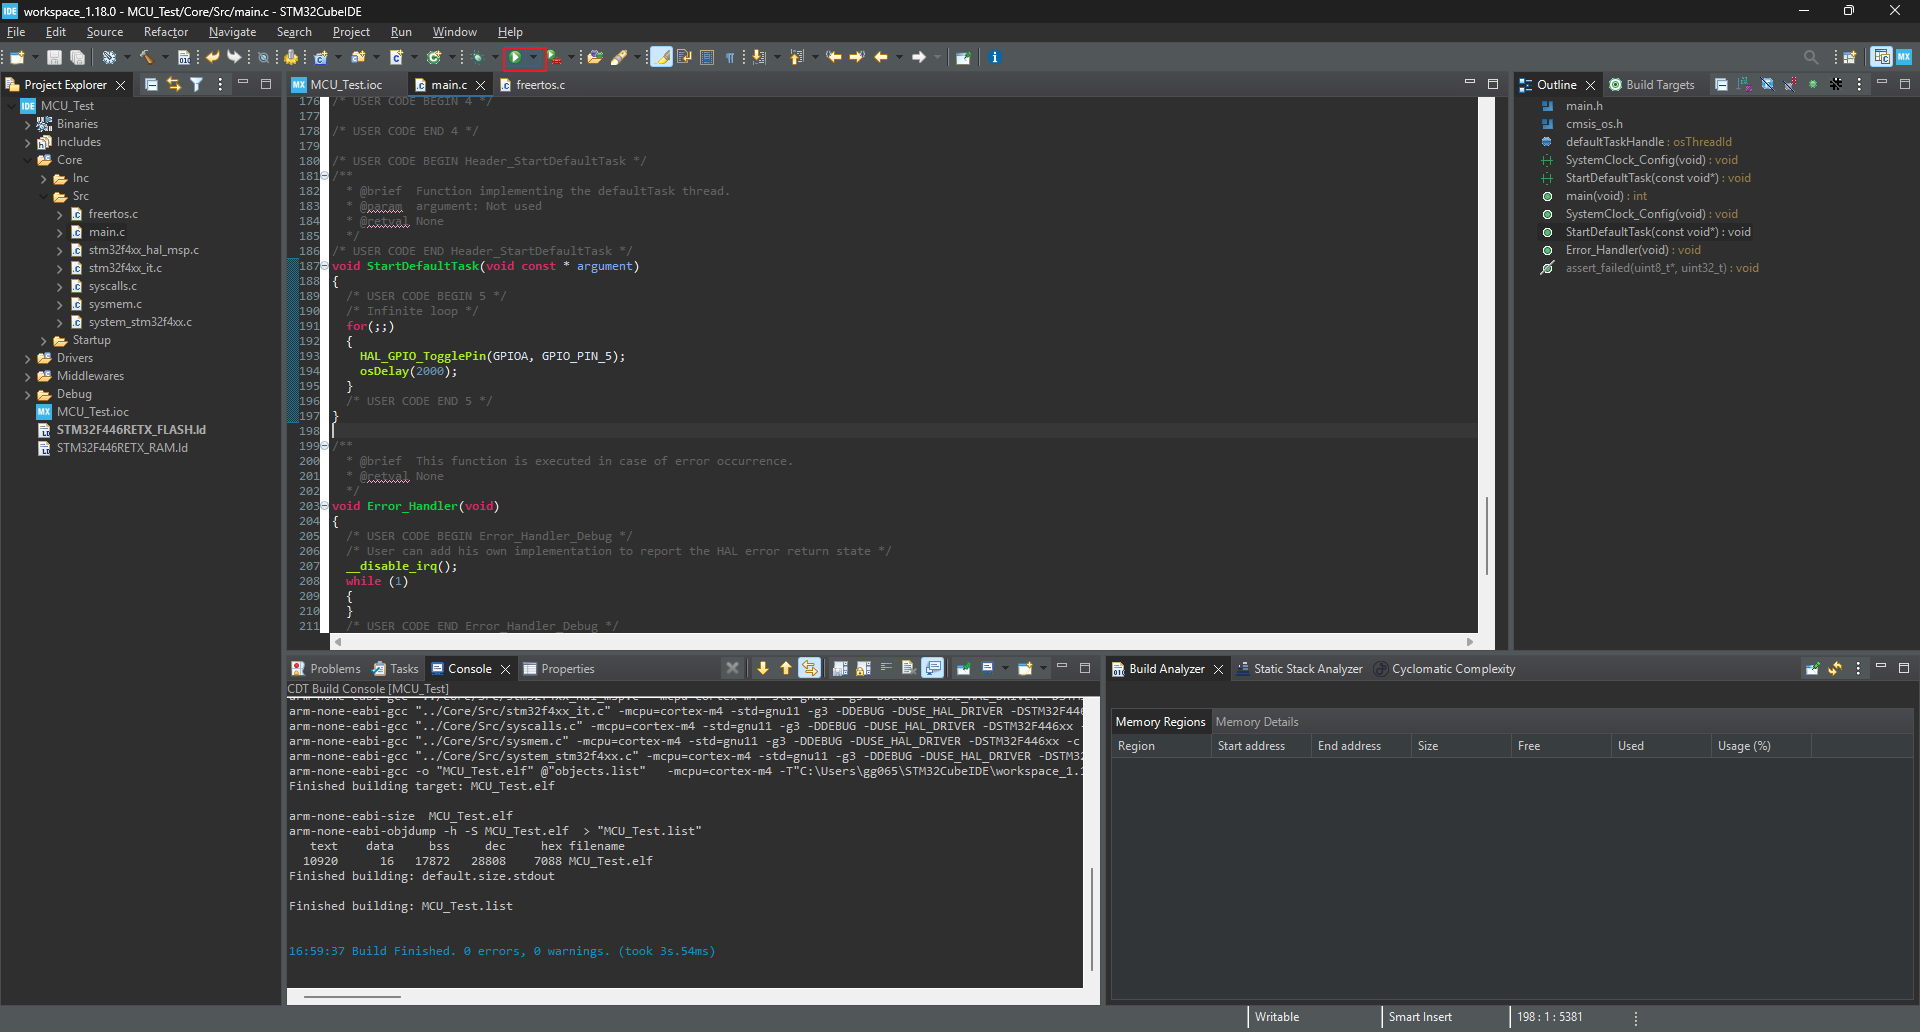 workspace_1.18.0 - MCU_Test/Core/Src/main.c - STM32CubeIDE
File Edit Source Refactor Navigate Search Project Run Window Help
Project Explorer
MCU_Test
Binaries
Includes
Core
Inc
Src
freertos.c
main.c
stm32f4xx_hal_msp.c
stm32f4xx_it.c
syscalls.c
sysmem.c
system_stm32f4xx.c
Startup
Drivers
Middlewares
Debug
MCU_Test.ioc
STM32F446RETX_FLASH.ld
STM32F446RETX_RAM.ld
MCU_Test.ioc main.c freertos.c
176 /* USER CODE BEGIN 4 */
177
178 /* USER CODE END 4 */
179
180 /* USER CODE BEGIN Header_StartDefaultTask */
181 /**
182 * @brief Function implementing the defaultTask thread.
183 * @param argument: Not used
184 * @retval None
185 */
186 /* USER CODE END Header_StartDefaultTask */
187 void StartDefaultTask(void const * argument)
188 {
189 /* USER CODE BEGIN 5 */
190 /* Infinite loop */
191 for(;;)
192 {
193 HAL_GPIO_TogglePin(GPIOA, GPIO_PIN_5);
194 osDelay(2000);
195 }
196 /* USER CODE END 5 */
197 }
198
199 /**
200 * @brief This function is executed in case of error occurrence.
201 * @retval None
202 */
203 void Error_Handler(void)
204 {
205 /* USER CODE BEGIN Error_Handler_Debug */
206 /* User can add his own implementation to report the HAL error return state */
207 __disable_irq();
208 while (1)
209 {
210 }
211 /* USER CODE END Error_Handler_Debug */
Outline Build Targets
main.h
cmsis_os.h
defaultTaskHandle : osThreadId
SystemClock_Config(void) : void
StartDefaultTask(const void*) : void
main(void) : int
SystemClock_Config(void) : void
StartDefaultTask(const void*) : void
Error_Handler(void) : void
assert_failed(uint8_t*, uint32_t) : void
Problems Tasks Console Properties
CDT Build Console [MCU_Test]
arm-none-eabi-gcc "../Core/Src/stm32f4xx_hal_msp.c" -mcpu=cortex-m4 -std=gnu11 -g3 -DDEBUG -DUSE_HAL_DRIVER -DSTM
arm-none-eabi-gcc "../Core/Src/stm32f4xx_it.c" -mcpu=cortex-m4 -std=gnu11 -g3 -DDEBUG -DUSE_HAL_DRIVER -DSTM32F446
arm-none-eabi-gcc "../Core/Src/syscalls.c" -mcpu=cortex-m4 -std=gnu11 -g3 -DDEBUG -DUSE_HAL_DRIVER -DSTM32F446xx -
arm-none-eabi-gcc "../Core/Src/sysmem.c" -mcpu=cortex-m4 -std=gnu11 -g3 -DDEBUG -DUSE_HAL_DRIVER -DSTM32F446xx -c
arm-none-eabi-gcc "../Core/Src/system_stm32f4xx.c" -mcpu=cortex-m4 -std=gnu11 -g3 -DDEBUG -DUSE_HAL_DRIVER -DSTM32
arm-none-eabi-gcc -o "MCU_Test.elf" @"objects.list" -mcpu=cortex-m4 -T"C:\Users\gg065\STM32CubeIDE\workspace_1.1
Finished building target: MCU_Test.elf
arm-none-eabi-size MCU_Test.elf
arm-none-eabi-objdump -h -S MCU_Test.elf > "MCU_Test.list"
text data bss dec hex filename
10920 16 17872 28808 7088 MCU_Test.elf
Finished building: default.size.stdout
Finished building: MCU_Test.list
16:59:37 Build Finished. 0 errors, 0 warnings. (took 3s.54ms)
Build Analyzer Static Stack Analyzer Cyclomatic Complexity
Memory Regions Memory Details
Region Start address End address Size Free Used Usage (%)
Writable Smart Insert 198 : 1 : 5381